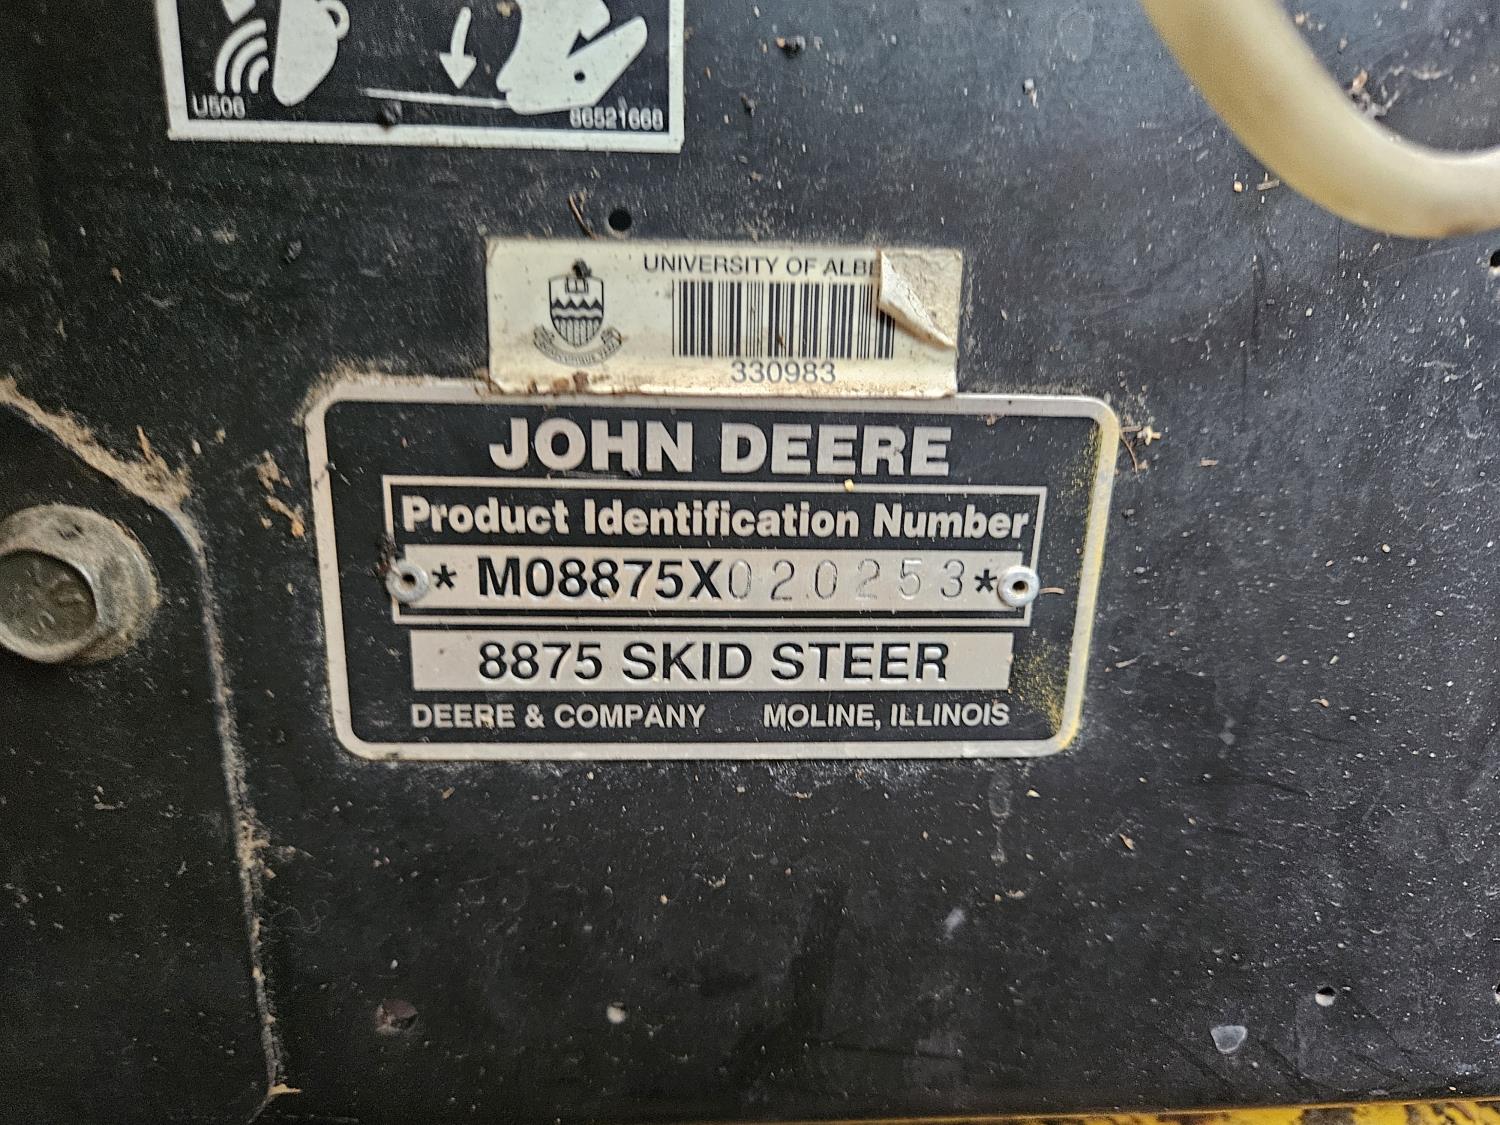 U506 86521668
UNIVERSITY OF ALBE
330983
JOHN DEERE
Product Identification Number
* M08875X020253*
8875 SKID STEER
DEERE & COMPANY MOLINE, ILLINOIS